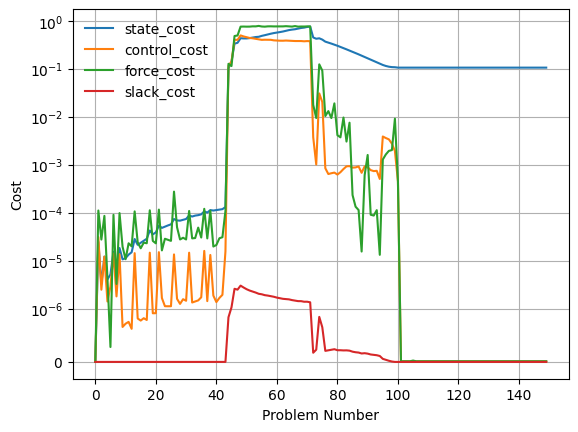 state_cost
control_cost
force_cost
slack_cost
Cost
10⁰
10⁻¹
10⁻²
10⁻³
10⁻⁴
10⁻⁵
10⁻⁶
0
0 20 40 60 80 100 120 140
Problem Number